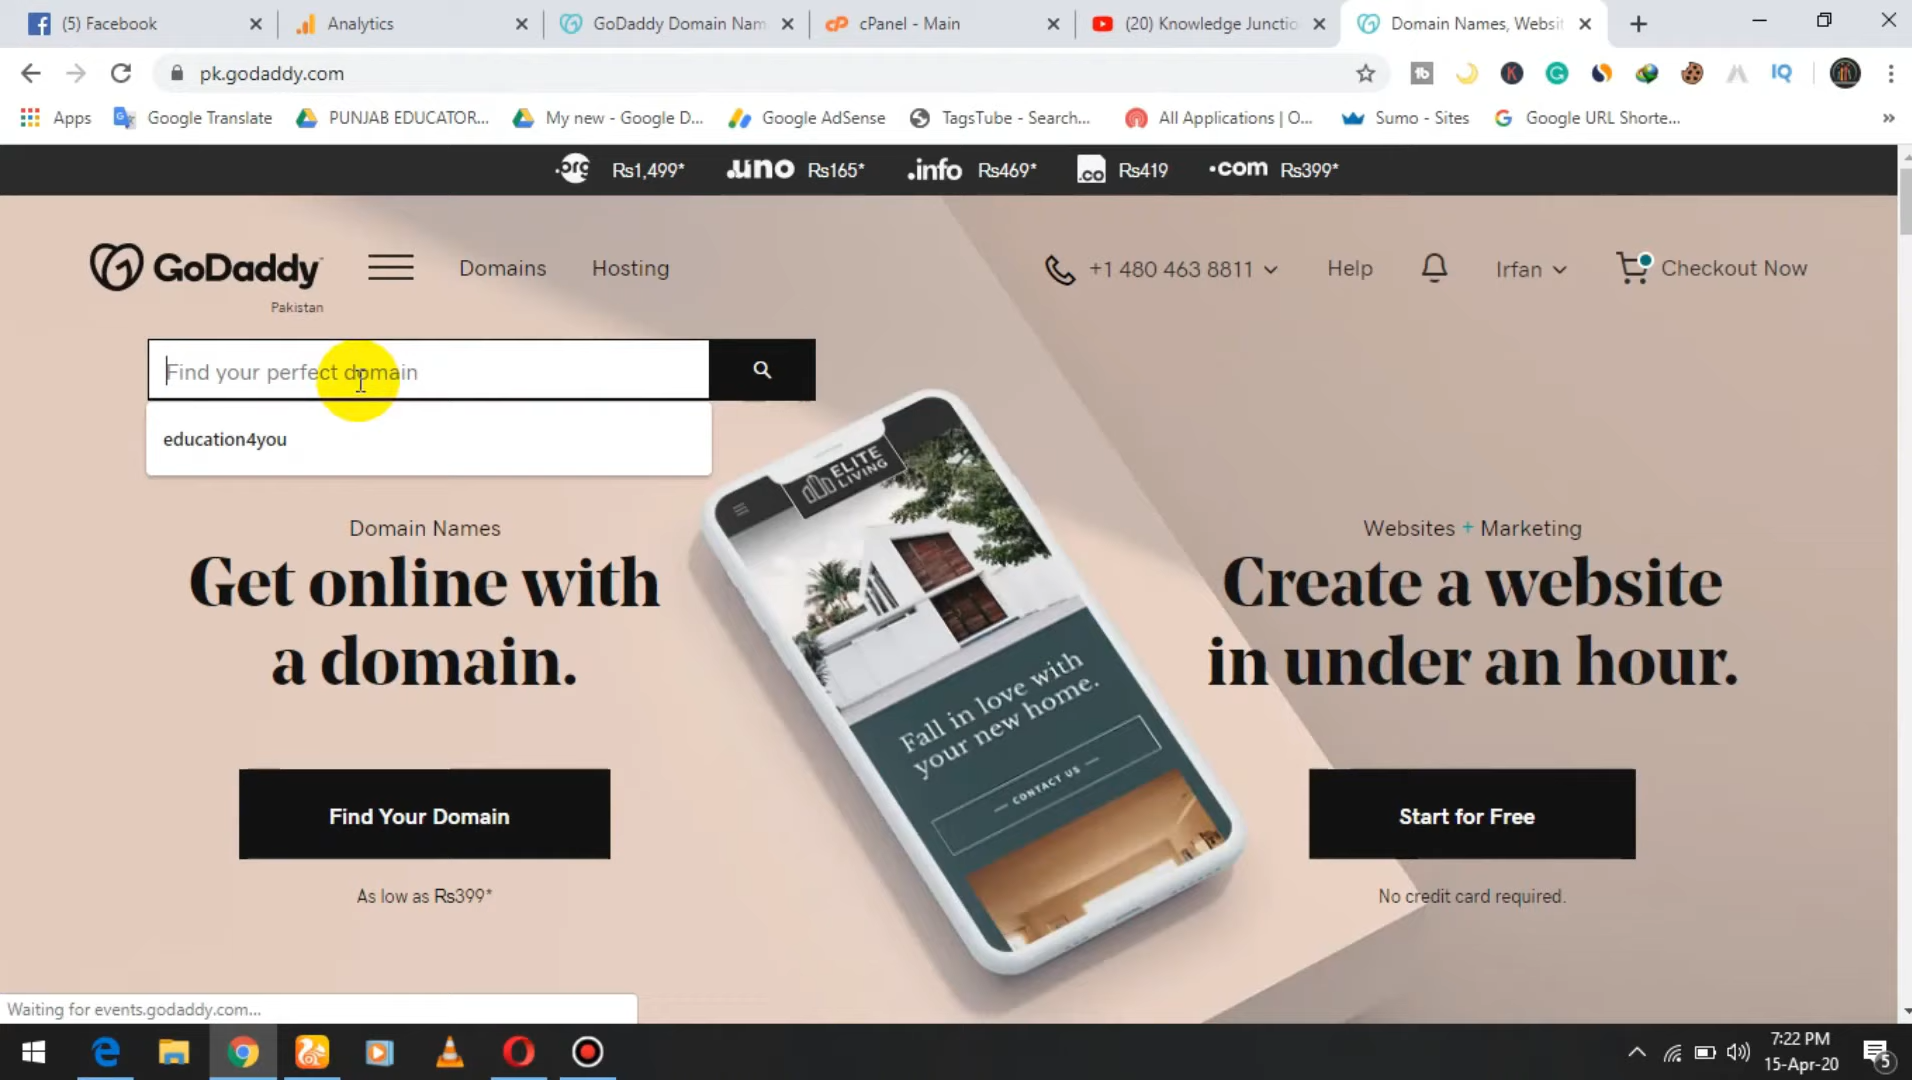 (5) Facebook
Analytics
GoDaddy Domain Nam
cPanel - Main
(20) Knowledge Junctio
Domain Names, Websit
pk.godaddy.com
Apps
Google Translate
PUNJAB EDUCATOR...
My new - Google D...
Google AdSense
TagsTube - Search...
All Applications | O...
Sumo - Sites
Google URL Shorte...
»
.org Rs1,499* .uno Rs165* .info Rs469* .co Rs419 .com Rs399*
GoDaddy
Pakistan
Domains
Hosting
+1 480 463 8811
Help
Irfan
Checkout Now
Find your perfect domain
education4you
Domain Names
Get online with
a domain.
Find Your Domain
As low as Rs399*
ELITE
LIVING
Fall in love with
your new home.
CONTACT US
Websites + Marketing
Create a website
in under an hour.
Start for Free
No credit card required.
Waiting for events.godaddy.com...
7:22 PM
15-Apr-20
5